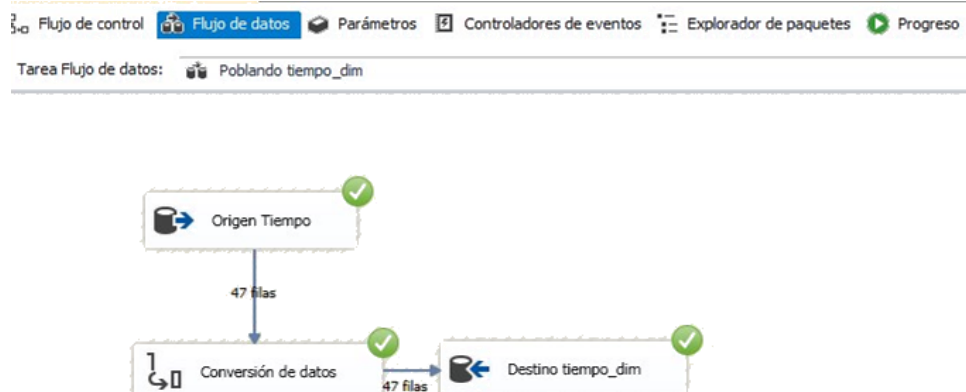 Flujo de control Flujo de datos Parámetros Controladores de eventos Explorador de paquetes Progreso
Tarea Flujo de datos: Poblando tiempo_dim
Origen Tiempo
47 filas
Conversión de datos
47 filas
Destino tiempo_dim